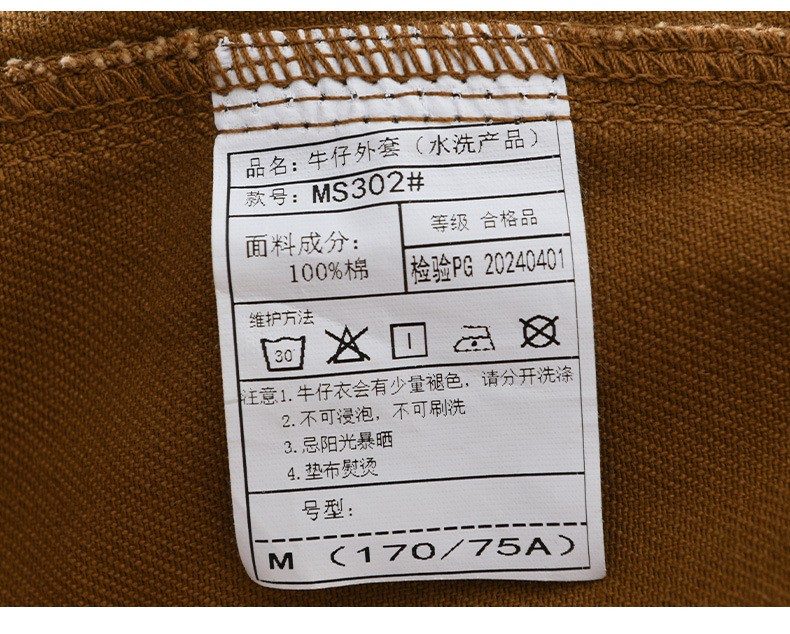 品名: 牛仔外套（水洗产品）
款号: MS302#
面料成分:
100%棉
等级 合格品
检验PG 20240401
维护方法
30
注意1.牛仔衣会有少量褪色，请分开洗涤
2.不可浸泡，不可刷洗
3.忌阳光暴晒
4.垫布熨烫
号型:
M （170/75A）